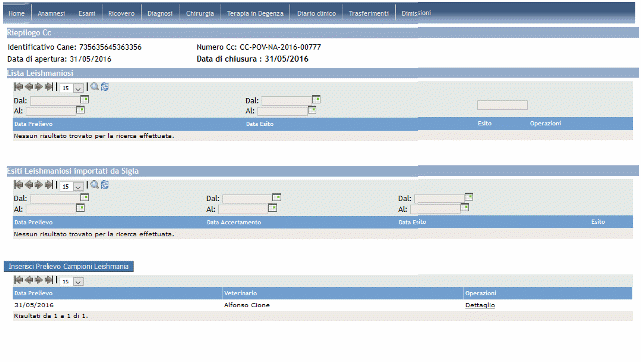 Home Anamnesi Esami Ricovero Diagnosi Chirurgia Terapia in Degenza Diario clinico Trasferimenti Dimissioni
Riepilogo Cc
Identificativo Cane: 735635645363356 Numero Cc: CC-POV-NA-2016-00777
Data di apertura: 31/05/2016 Data di chiusura : 31/05/2016
Lista Leishmaniosi
15
Dal: Dal:
Al: Al:
Data Prelievo Data Esito Esito Operazioni
Nessun risultato trovato per la ricerca effettuata.
Esiti Leishmaniosi importati da Sigla
15
Dal: Dal: Dal:
Al: Al: Al:
Data Prelievo Data Accertamento Data Esito Esito
Nessun risultato trovato per la ricerca effettuata.
Inserisci Prelievo Campioni Leishmania
15
Data Prelievo Veterinario Operazioni
31/05/2016 Alfonso Cione Dettaglio
Risultati da 1 a 1 di 1.